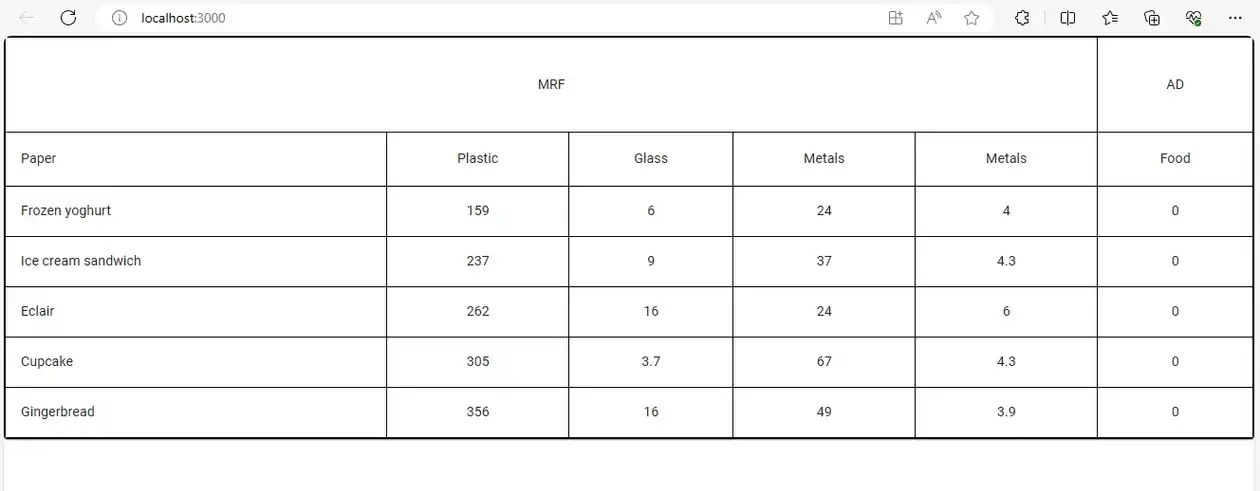 localhost:3000
MRF AD
Paper Plastic Glass Metals Metals Food
Frozen yoghurt 159 6 24 4 0
Ice cream sandwich 237 9 37 4.3 0
Eclair 262 16 24 6 0
Cupcake 305 3.7 67 4.3 0
Gingerbread 356 16 49 3.9 0